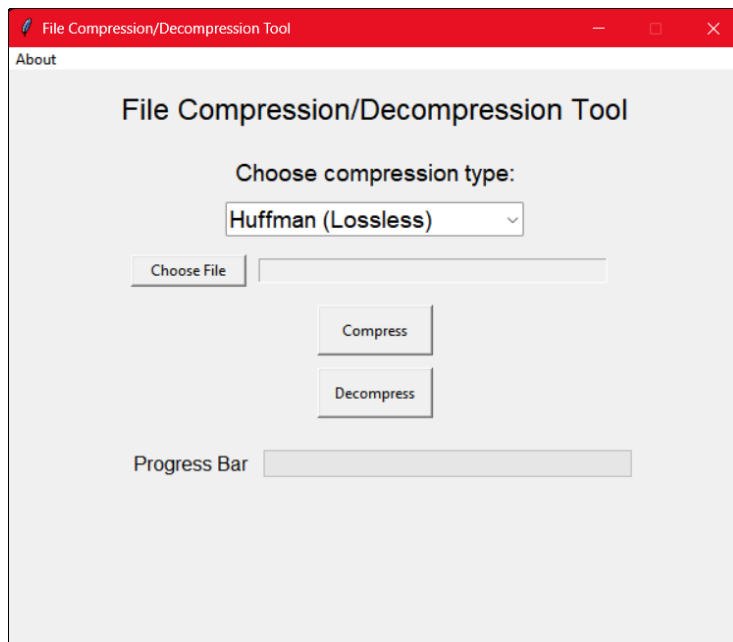 File Compression/Decompression Tool
About
File Compression/Decompression Tool
Choose compression type:
Huffman (Lossless)
Choose File
Compress
Decompress
Progress Bar